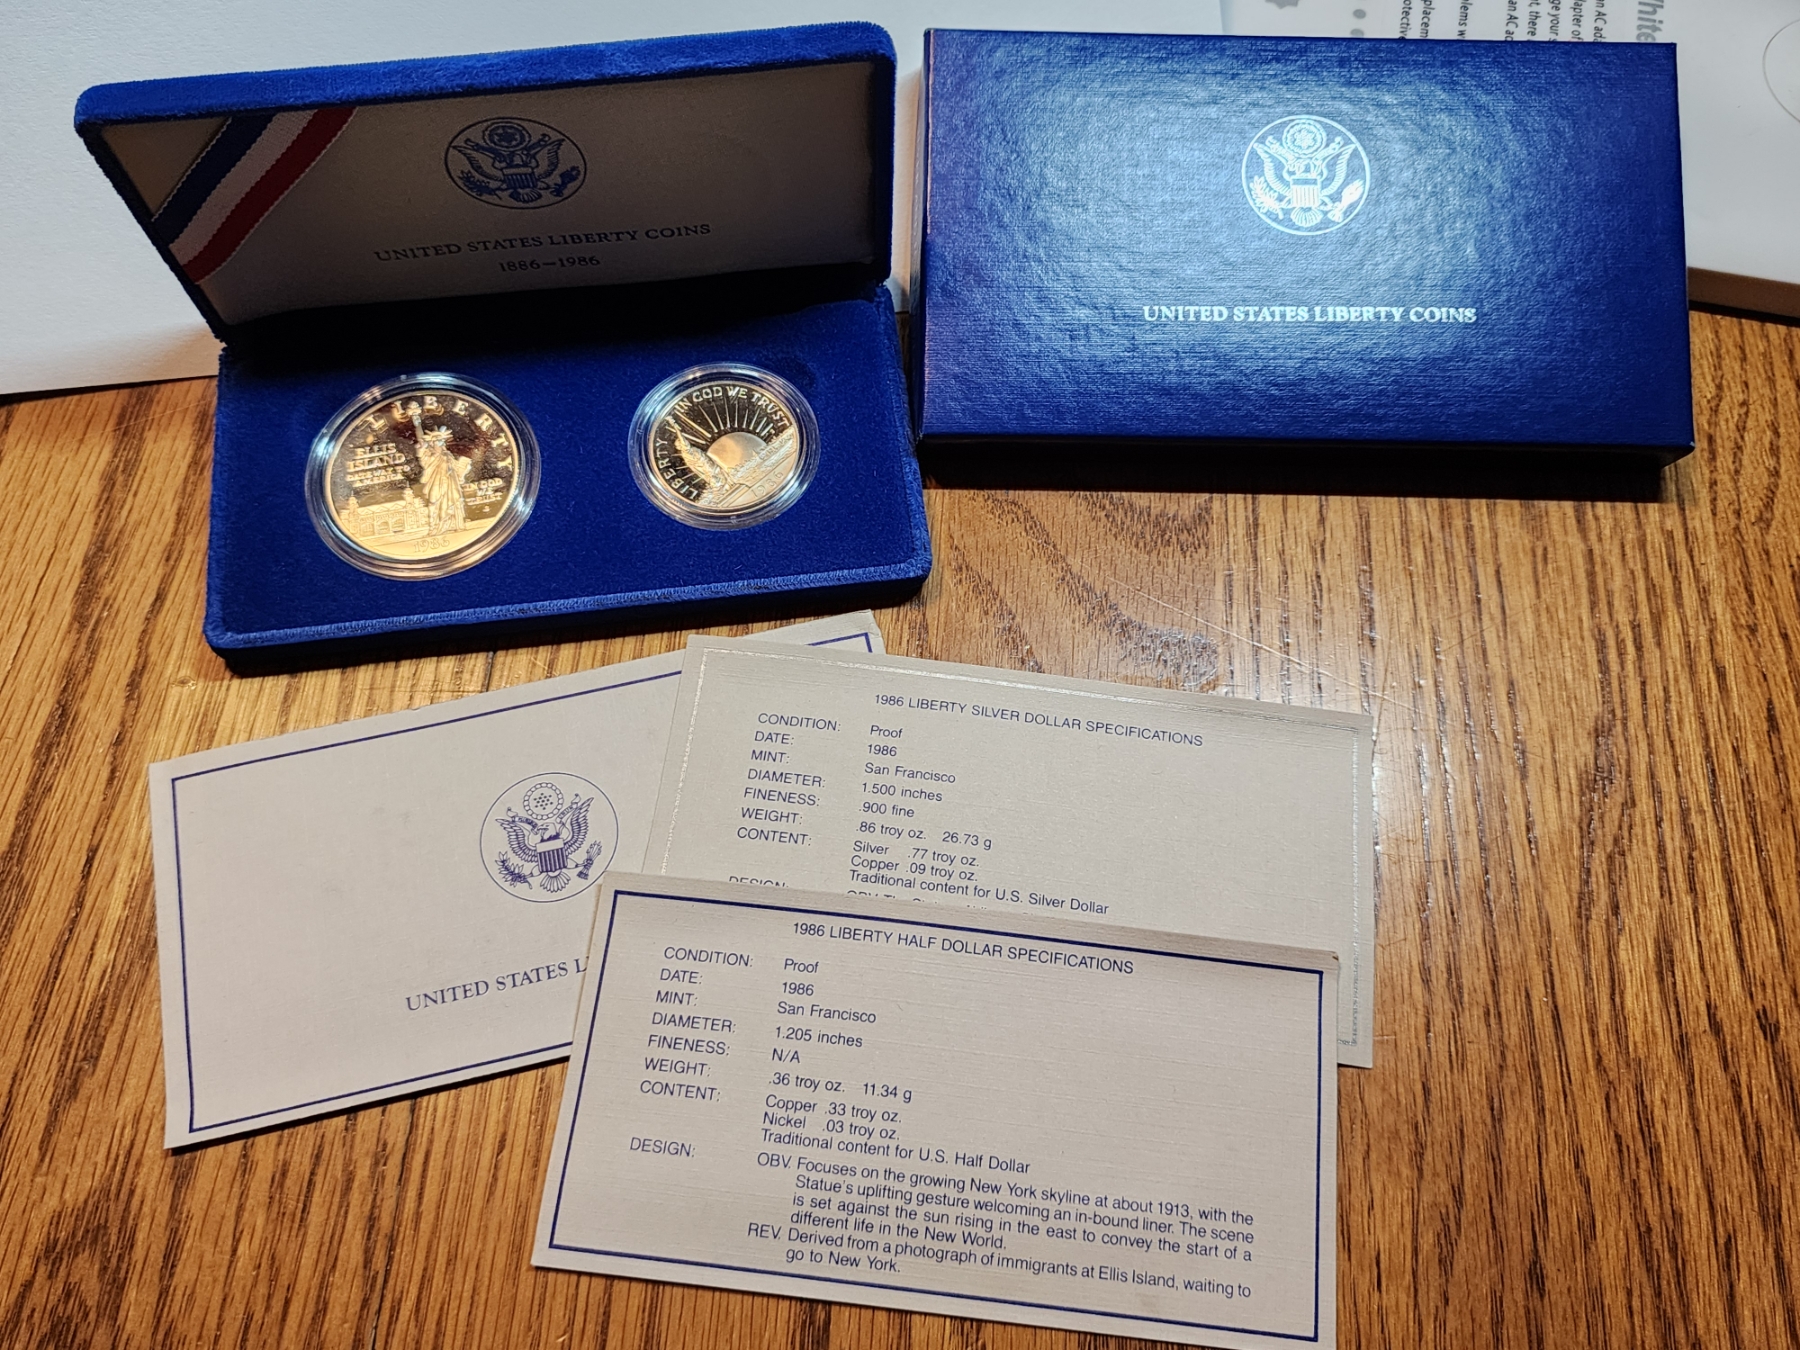 UNITED STATES LIBERTY COINS
1886–1986
UNITED STATES LIBERTY COINS
LIBERTY
ELLIS
ISLAND
GATEWAY TO
AMERICA
IN GOD
WE
TRUST
1986
IN GOD WE TRUST
LIBERTY
UNITED STATES L
1986 LIBERTY SILVER DOLLAR SPECIFICATIONS
CONDITION: Proof
DATE: 1986
MINT: San Francisco
DIAMETER: 1.500 inches
FINENESS: .900 fine
WEIGHT: .86 troy oz. 26.73 g
CONTENT: Silver .77 troy oz.
Copper .09 troy oz.
Traditional content for U.S. Silver Dollar
DESIGN: OBV. The
1986 LIBERTY HALF DOLLAR SPECIFICATIONS
CONDITION: Proof
DATE: 1986
MINT: San Francisco
DIAMETER: 1.205 inches
FINENESS: N/A
WEIGHT: .36 troy oz. 11.34 g
CONTENT: Copper .33 troy oz.
Nickel .03 troy oz.
Traditional content for U.S. Half Dollar
DESIGN: OBV. Focuses on the growing New York skyline at about 1913, with the
Statue's uplifting gesture welcoming an in-bound liner. The scene
is set against the sun rising in the east to convey the start of a
different life in the New World.
REV. Derived from a photograph of immigrants at Ellis Island, waiting to
go to New York.